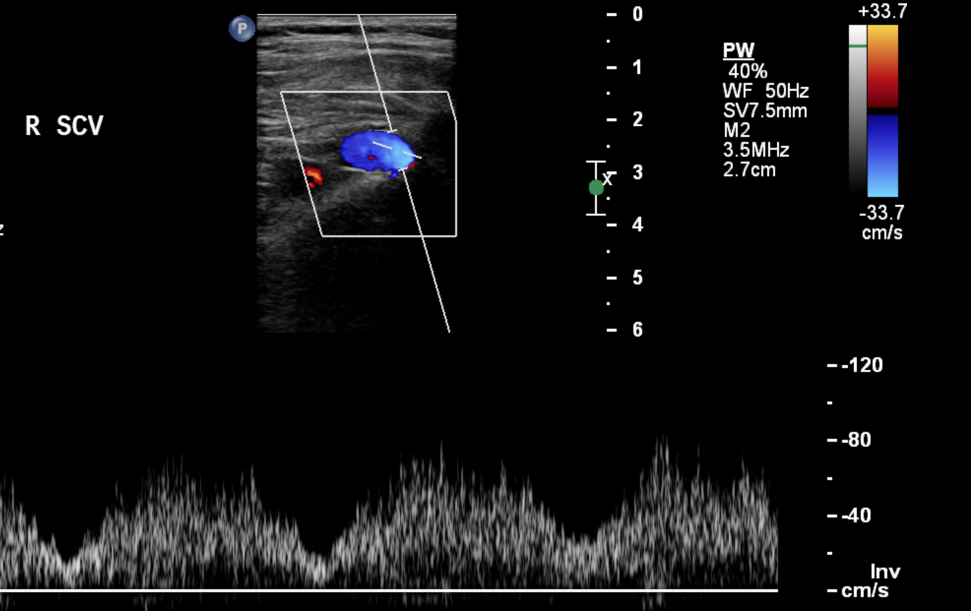 P
R SCV
z
0
1
2
3
X
4
5
6
PW
40%
WF 50Hz
SV7.5mm
M2
3.5MHz
2.7cm
+33.7
-33.7
cm/s
-120
-80
-40
Inv
cm/s